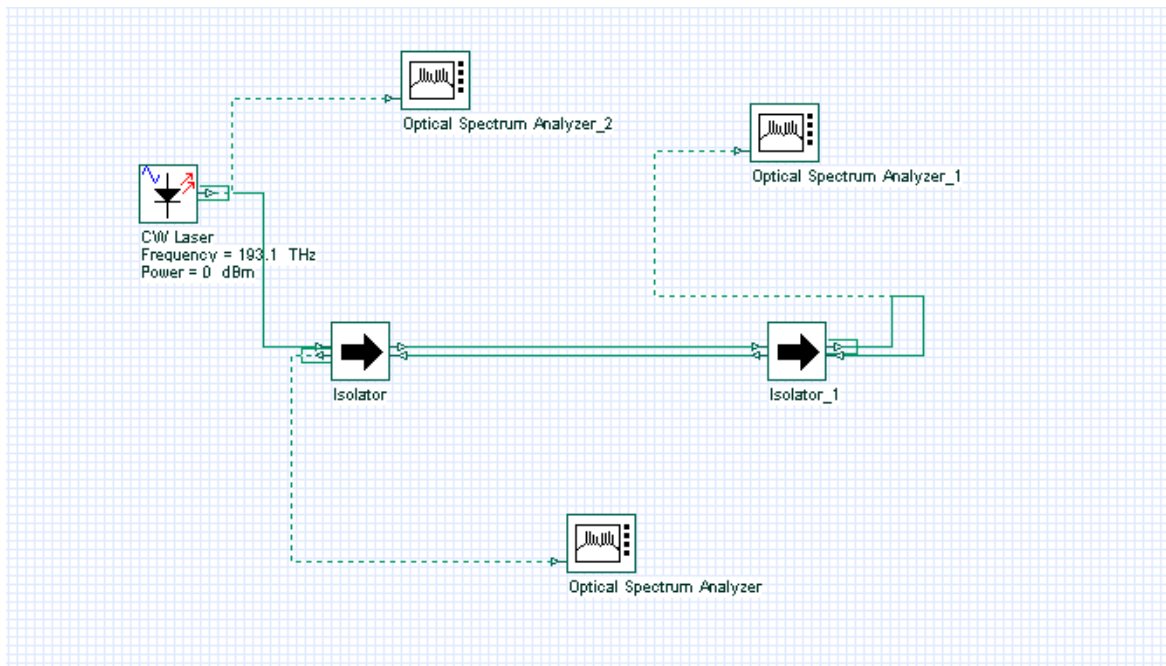 Optical Spectrum Analyzer_2
Optical Spectrum Analyzer_1
CW Laser
Frequency = 193.1 THz
Power = 0 dBm
Isolator
Isolator_1
Optical Spectrum Analyzer